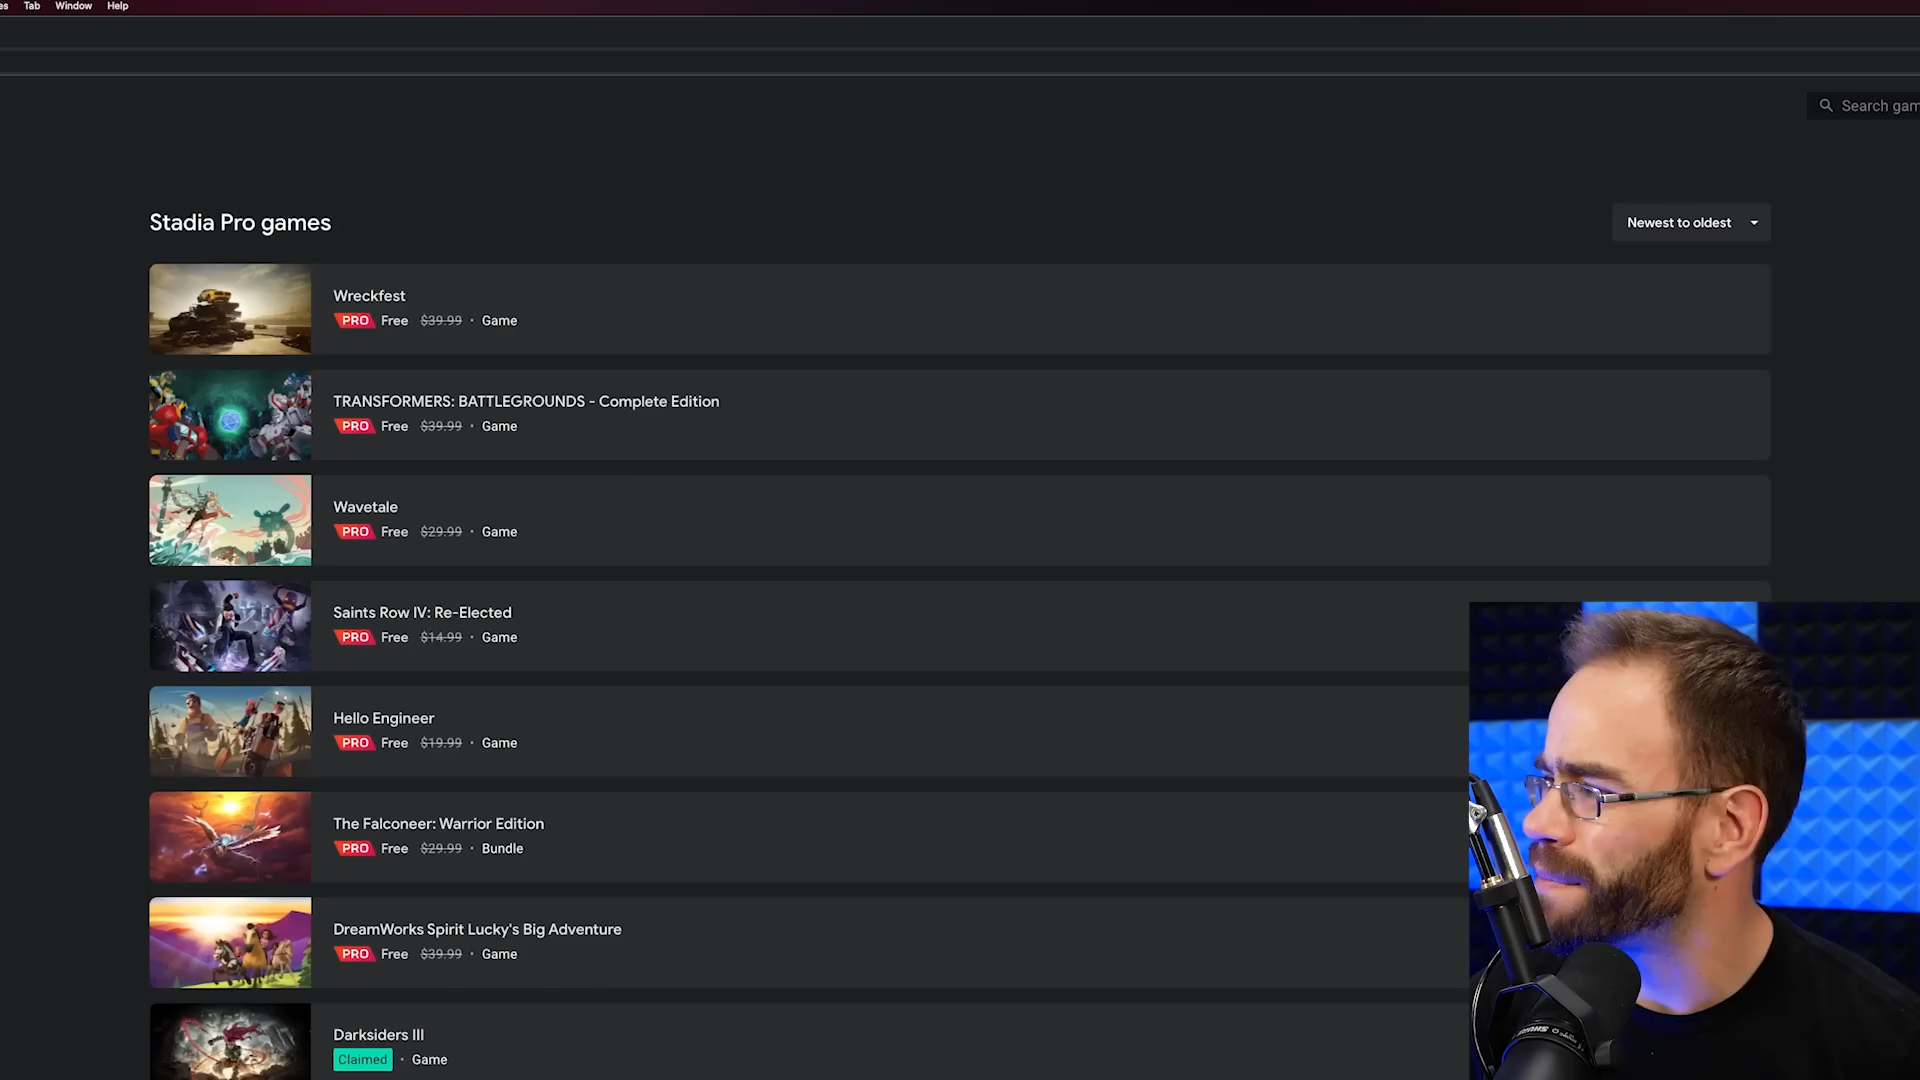 Tab Window Help
Search gam
Stadia Pro games
Newest to oldest
Wreckfest
PRO Free $39.99 · Game
TRANSFORMERS: BATTLEGROUNDS - Complete Edition
PRO Free $39.99 · Game
Wavetale
PRO Free $29.99 · Game
Saints Row IV: Re-Elected
PRO Free $14.99 · Game
Hello Engineer
PRO Free $19.99 · Game
The Falconeer: Warrior Edition
PRO Free $29.99 · Bundle
DreamWorks Spirit Lucky's Big Adventure
PRO Free $39.99 · Game
Darksiders III
Claimed · Game
SHURE